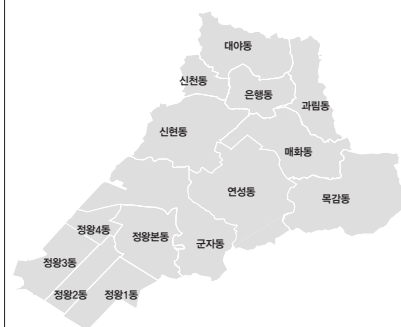 대야동
신천동
은행동
과림동
신현동
매화동
연성동
목감동
정왕4동
정왕본동
군자동
정왕3동
정왕2동
정왕1동